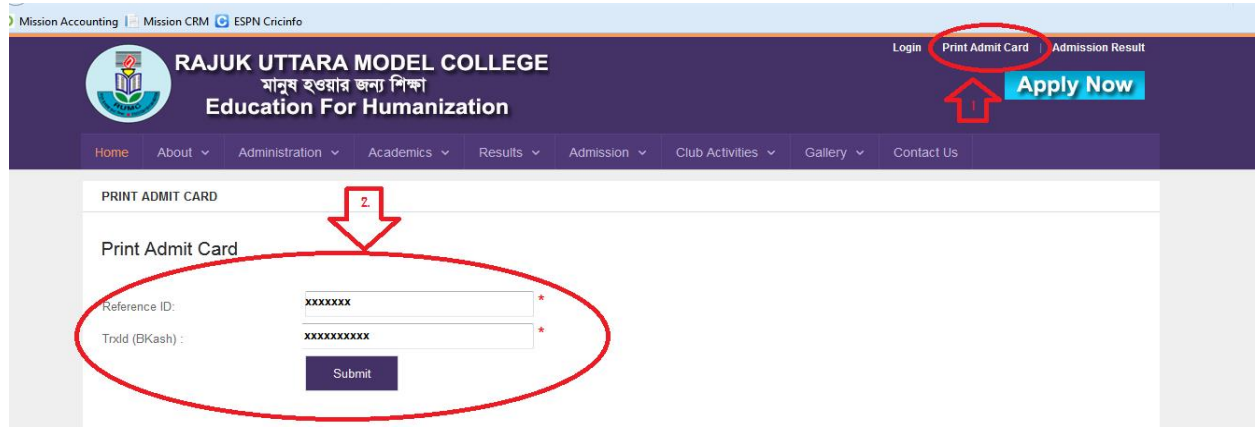 Mission Accounting Mission CRM ESPN Cricinfo
Login | Print Admit Card | Admission Result
RAJUK UTTARA MODEL COLLEGE
মানুষ হওয়ার জন্য শিক্ষা
Education For Humanization
RUMC
Apply Now
1
Home About Administration Academics Results Admission Club Activities Gallery Contact Us
PRINT ADMIT CARD
2.
Print Admit Card
Reference ID: xxxxxxx *
TrxId (BKash) : xxxxxxxxxx *
Submit